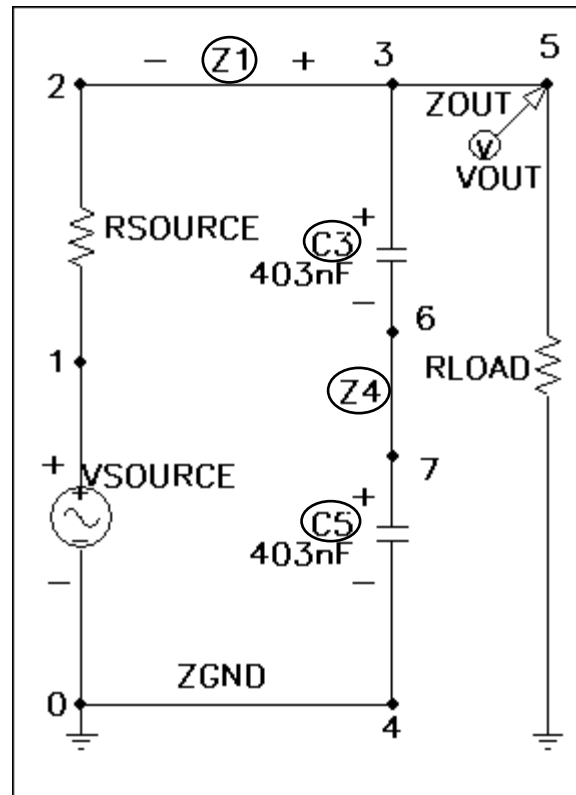 − Z1 +
2 3 5
ZOUT
V
VOUT
RSOURCE
+
C3
403nF
−
6
1
RLOAD
Z4
+ VSOURCE
+
−
−
7
+
C5
403nF
−
ZGND
0
4